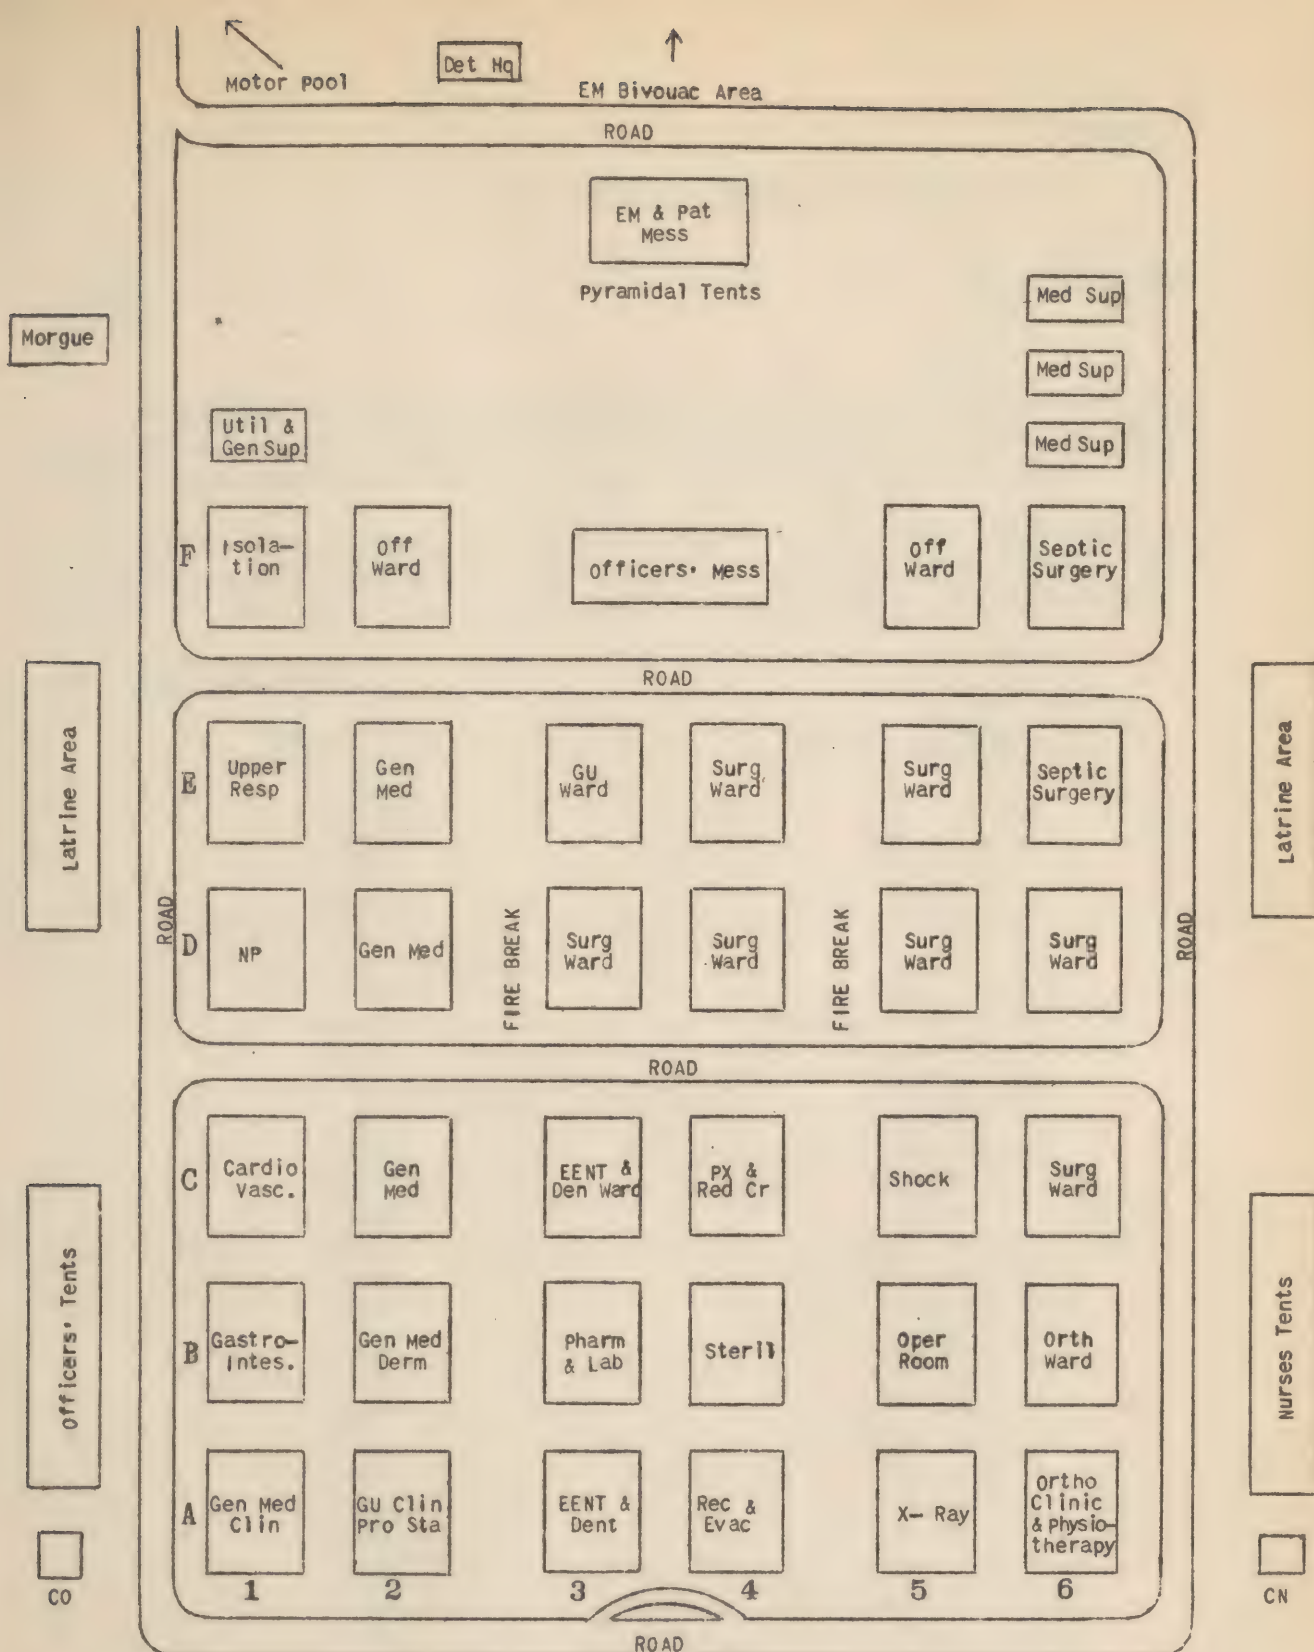 Motor Pool
Det Hq
EM Bivouac Area
ROAD
EM & Pat
Mess
Pyramidal Tents
Med Sup
Morgue
Med Sup
Util &
Gen Sup
Med Sup
F
Isola-
tion
Off
Ward
Officers' Mess
Off
Ward
Septic
Surgery
ROAD
Latrine Area
Latrine Area
E
Upper
Resp
Gen
Med
GU
Ward
Surg
Ward
Surg
Ward
Septic
Surgery
ROAD
D
NP
Gen Med
FIRE BREAK
Surg
Ward
Surg
Ward
FIRE BREAK
Surg
Ward
Surg
Ward
ROAD
ROAD
C
Cardio
Vasc.
Gen
Med
EENT &
Den Ward
PX &
Red Cr
Shock
Surg
Ward
Officers' Tents
Nurses Tents
B
Gastro-
Intes.
Gen Med
Derm
Pharm
& Lab
Steril
Oper
Room
Orth
Ward
A
Gen Med
Clin
GU Clin
Pro Sta
EENT &
Dent
Rec &
Evac
X-Ray
Ortho
Clinic
& Physio-
therapy
CO
1
2
3
4
5
6
CN
ROAD